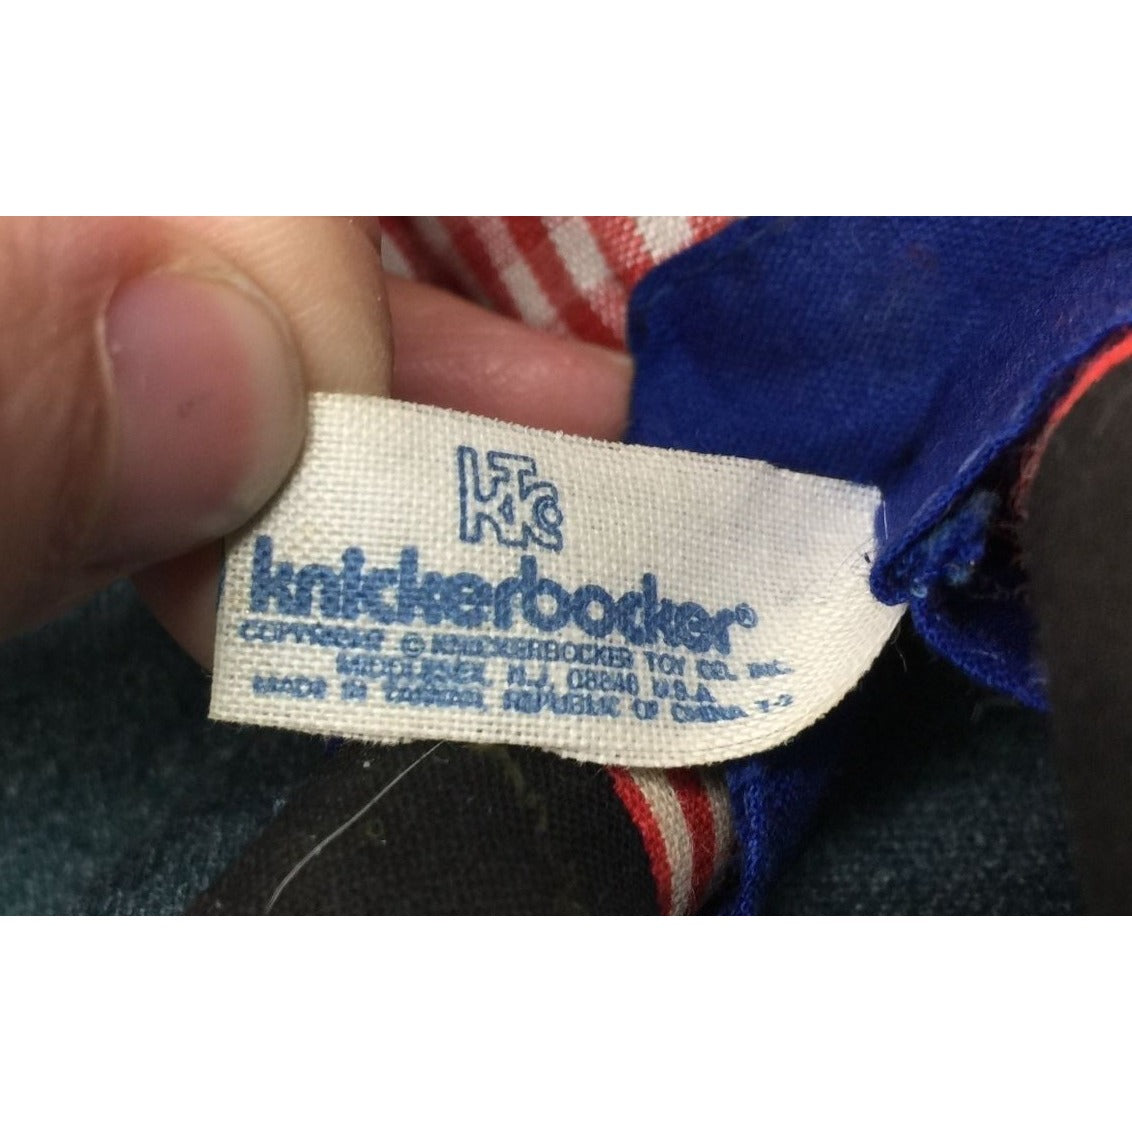 KTC
knickerbocker®
COPYRIGHT © KNICKERBOCKER TOY CO., INC.
MIDDLESEX, N.J. 08846 U.S.A.
MADE IN TAIWAN, REPUBLIC OF CHINA